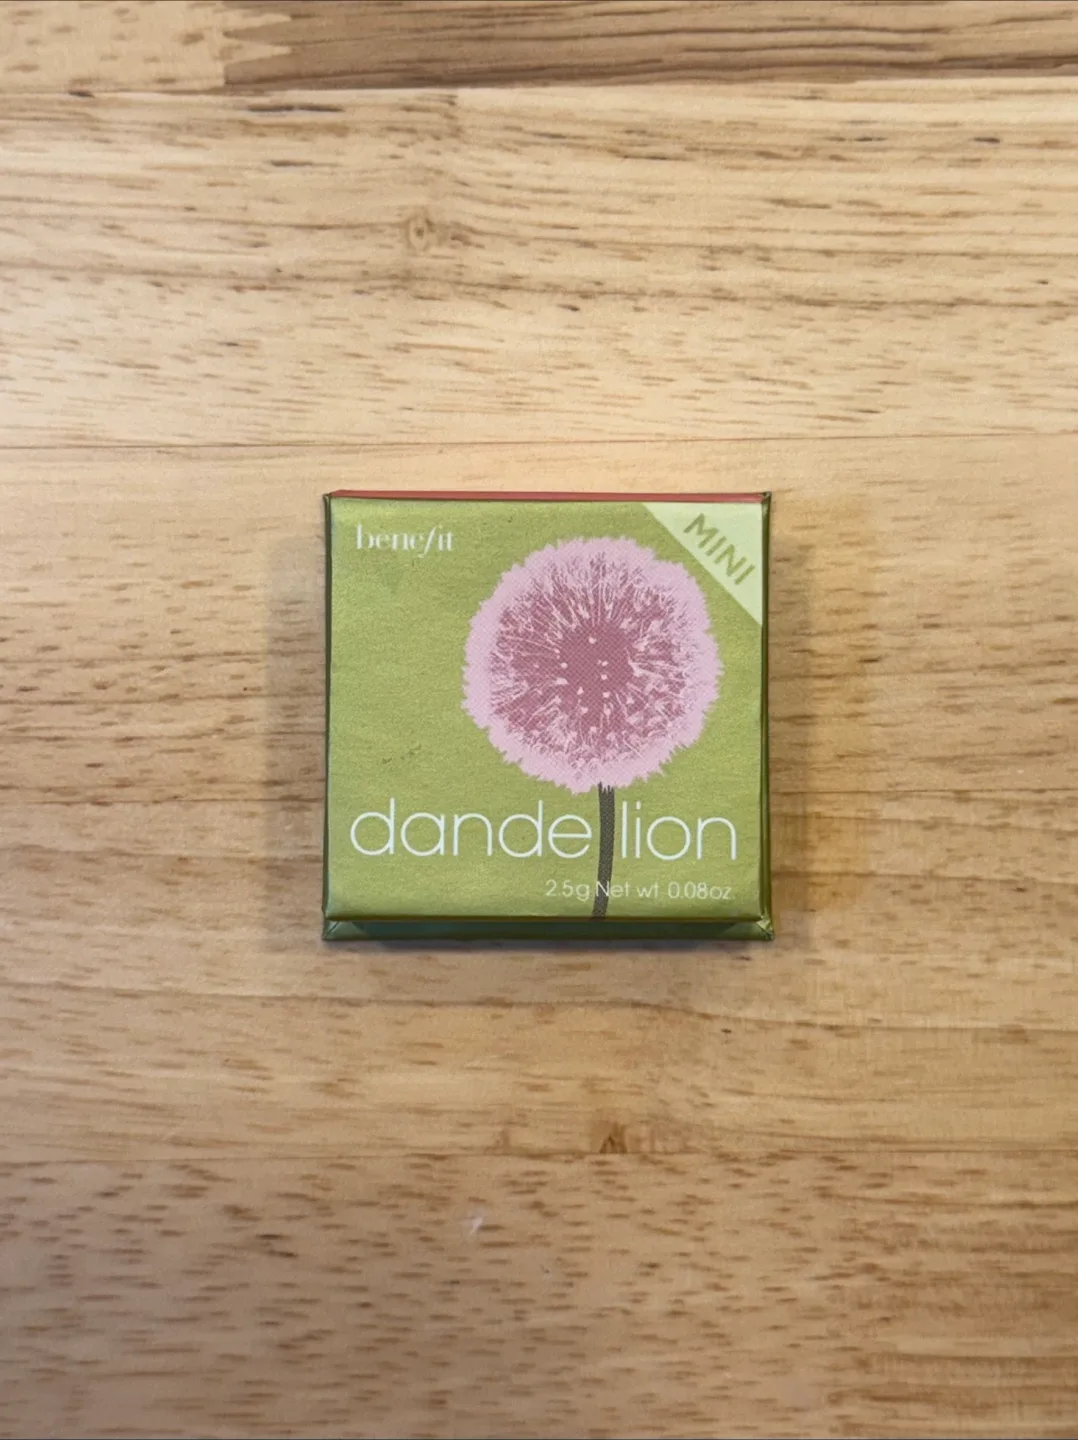 benefit
MINI
dandelion
2.5g Net wt. 0.08oz.